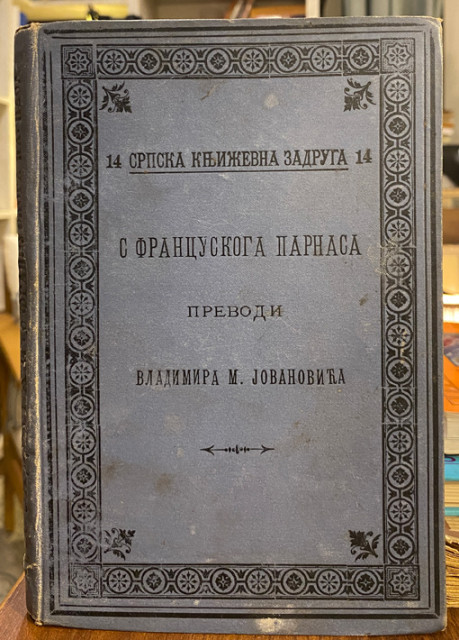 14 СРПСКА КЊИЖЕВНА ЗАДРУГА 14
С ФРАНЦУСКОГА ПАРНАСА
ПРЕВОДИ
ВЛАДИМИРА М. ЈОВАНОВИЋА